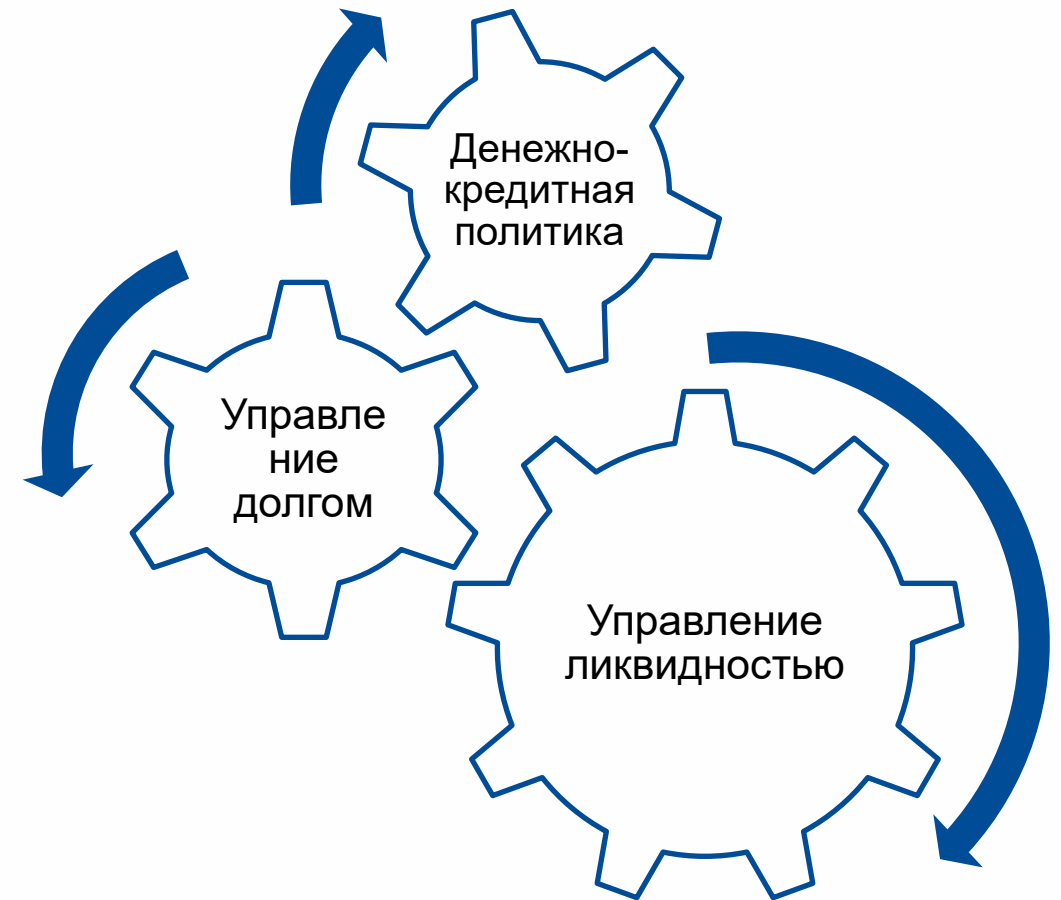 Денежно-
кредитная
политика
Управле
ние
долгом
Управление
ликвидностью